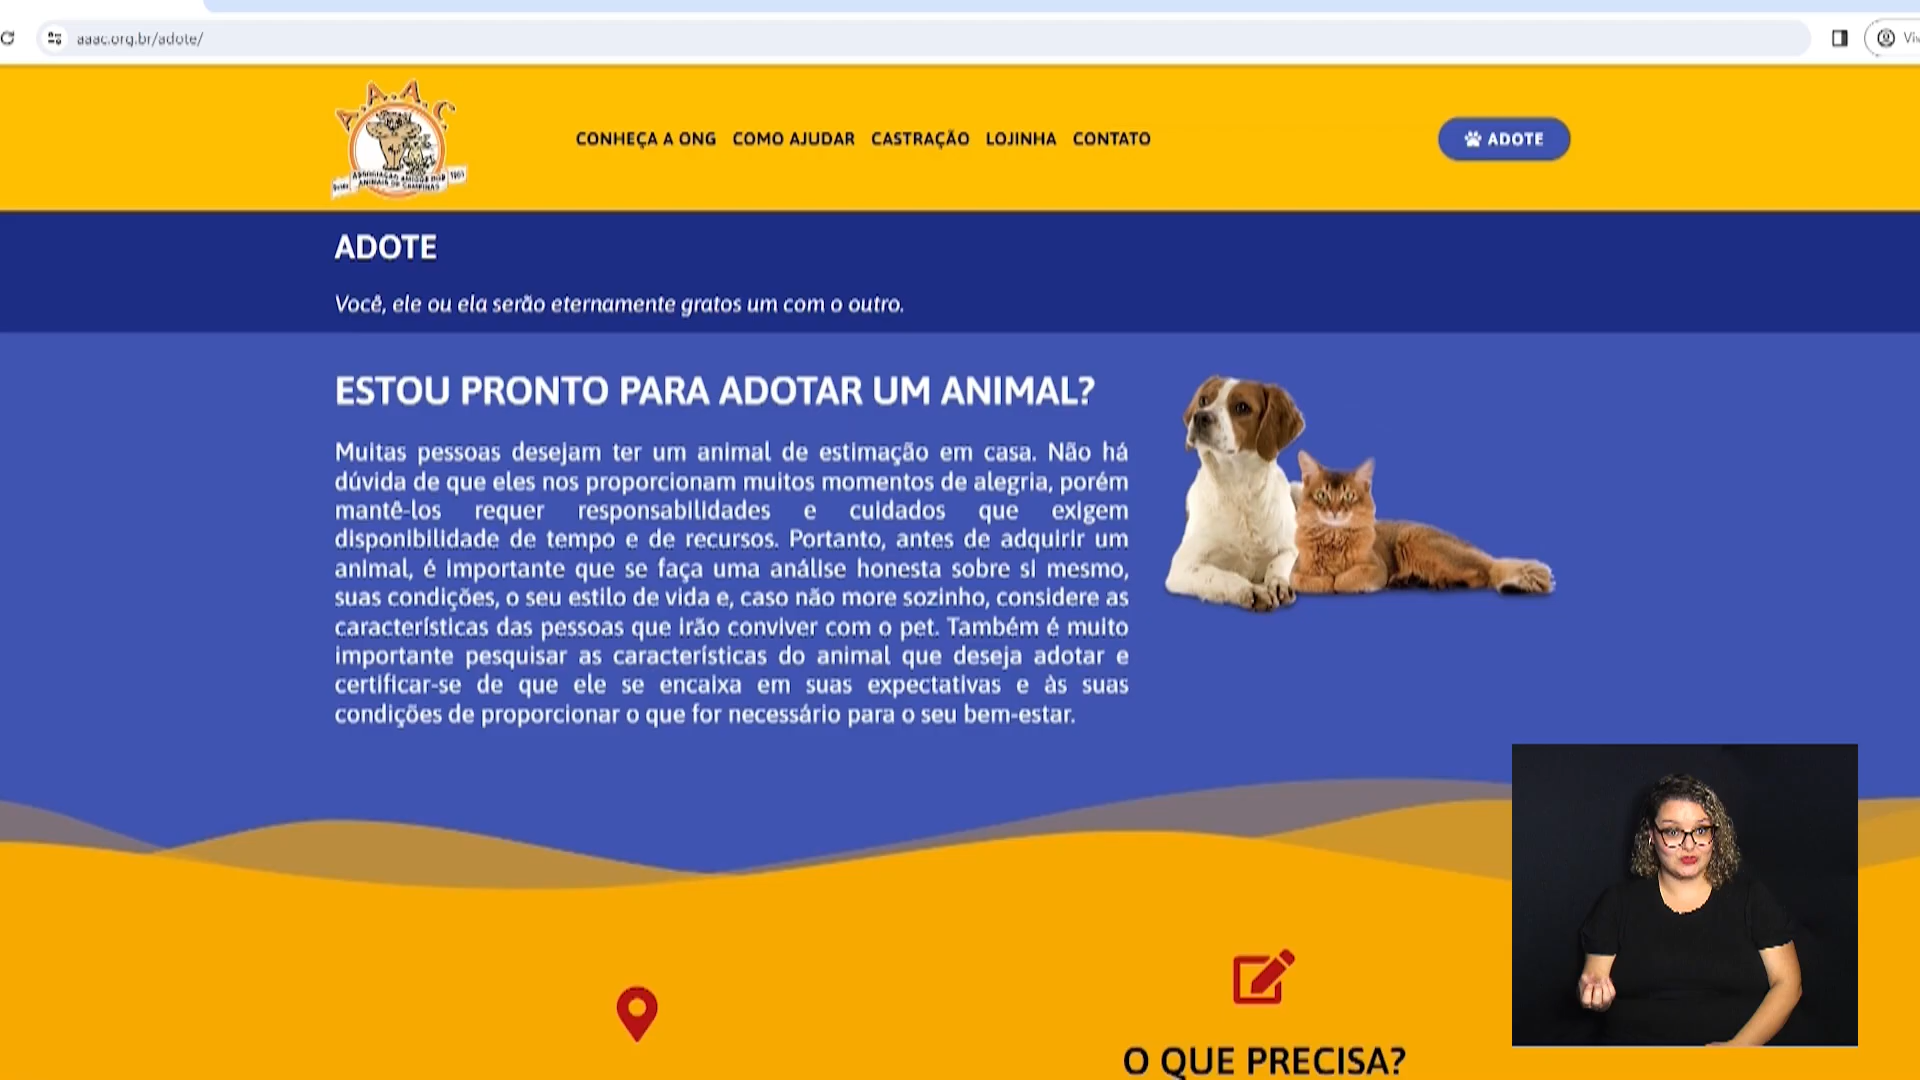 aaac.org.br/adote/
A.A.A.C.
ASSOCIAÇÃO AMIGOS DOS
ANIMAIS DE CAMPINAS
CONHEÇA A ONG COMO AJUDAR CASTRAÇÃO LOJINHA CONTATO
ADOTE
ADOTE
Você, ele ou ela serão eternamente gratos um com o outro.
ESTOU PRONTO PARA ADOTAR UM ANIMAL?
Muitas pessoas desejam ter um animal de estimação em casa. Não há
dúvida de que eles nos proporcionam muitos momentos de alegria, porém
mantê-los requer responsabilidades e cuidados que exigem
disponibilidade de tempo e de recursos. Portanto, antes de adquirir um
animal, é importante que se faça uma análise honesta sobre si mesmo,
suas condições, o seu estilo de vida e, caso não more sozinho, considere as
características das pessoas que irão conviver com o pet. Também é muito
importante pesquisar as características do animal que deseja adotar e
certificar-se de que ele se encaixa em suas expectativas e às suas
condições de proporcionar o que for necessário para o seu bem-estar.
O QUE PRECISA?